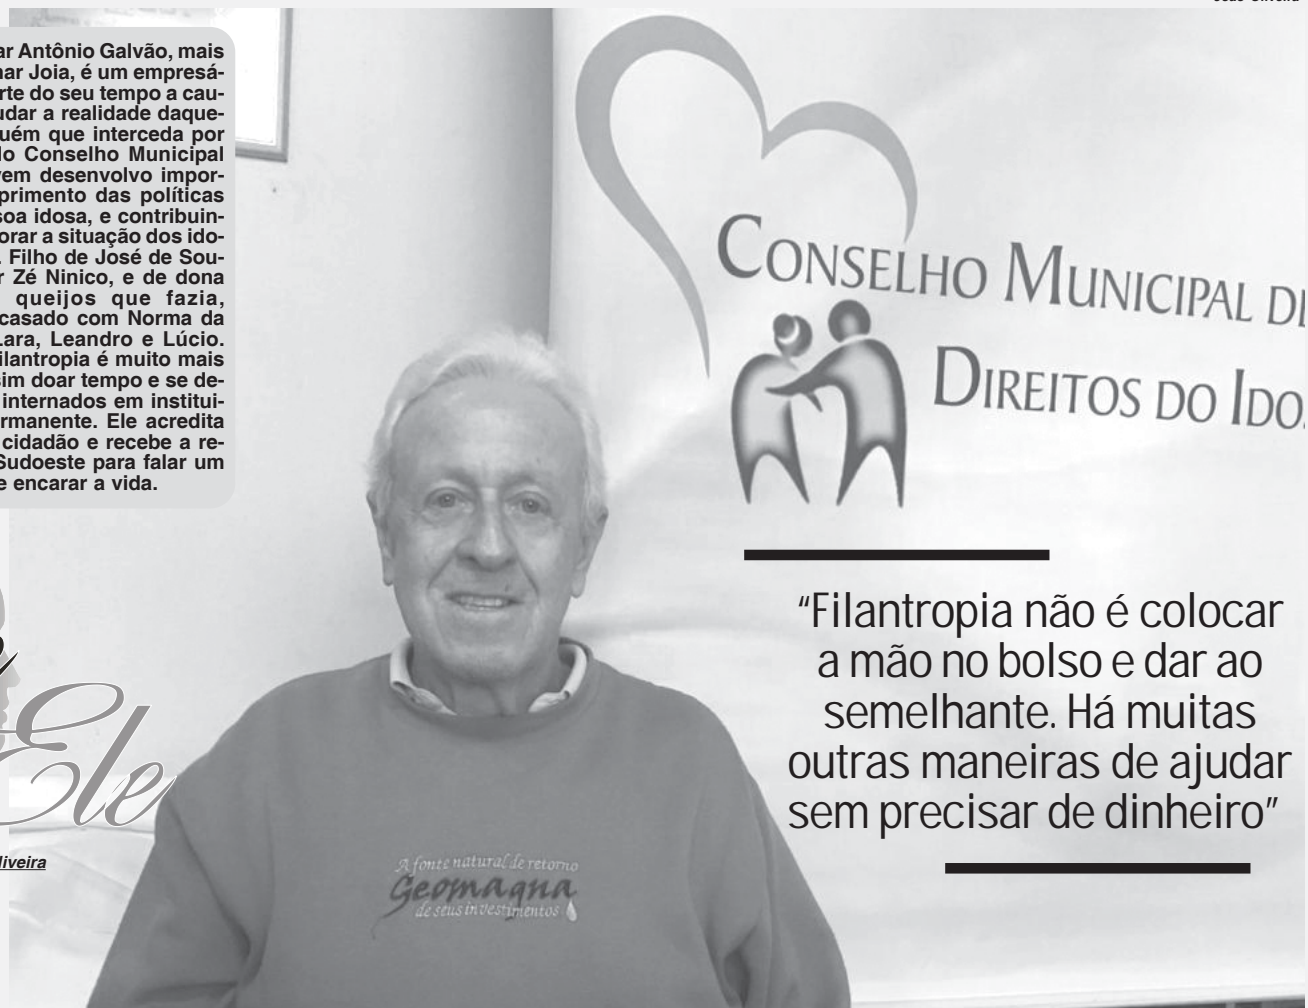 João Oliveira
ar Antônio Galvão, mais
mar Joia, é um empresá-
rte do seu tempo a cau-
udar a realidade daque-
uém que interceda por
do Conselho Municipal
vem desenvolvo impor-
primento das políticas
soa idosa, e contribuin-
orar a situação dos ido-
. Filho de José de Sou-
r Zé Ninico, e de dona
queijos que fazia,
casado com Norma da
Lara, Leandro e Lúcio.
filantropia é muito mais
sim doar tempo e se de-
internados em institui-
rmanente. Ele acredita
cidadão e recebe a re-
Sudoeste para falar um
e encarar a vida.
CONSELHO MUNICIPAL D
DIREITOS DO IDO
"Filantropia não é colocar
a mão no bolso e dar ao
semelhante. Há muitas
outras maneiras de ajudar
sem precisar de dinheiro"
Ele
liveira
A fonte natural de retorno
Geomagna
de seus investimentos